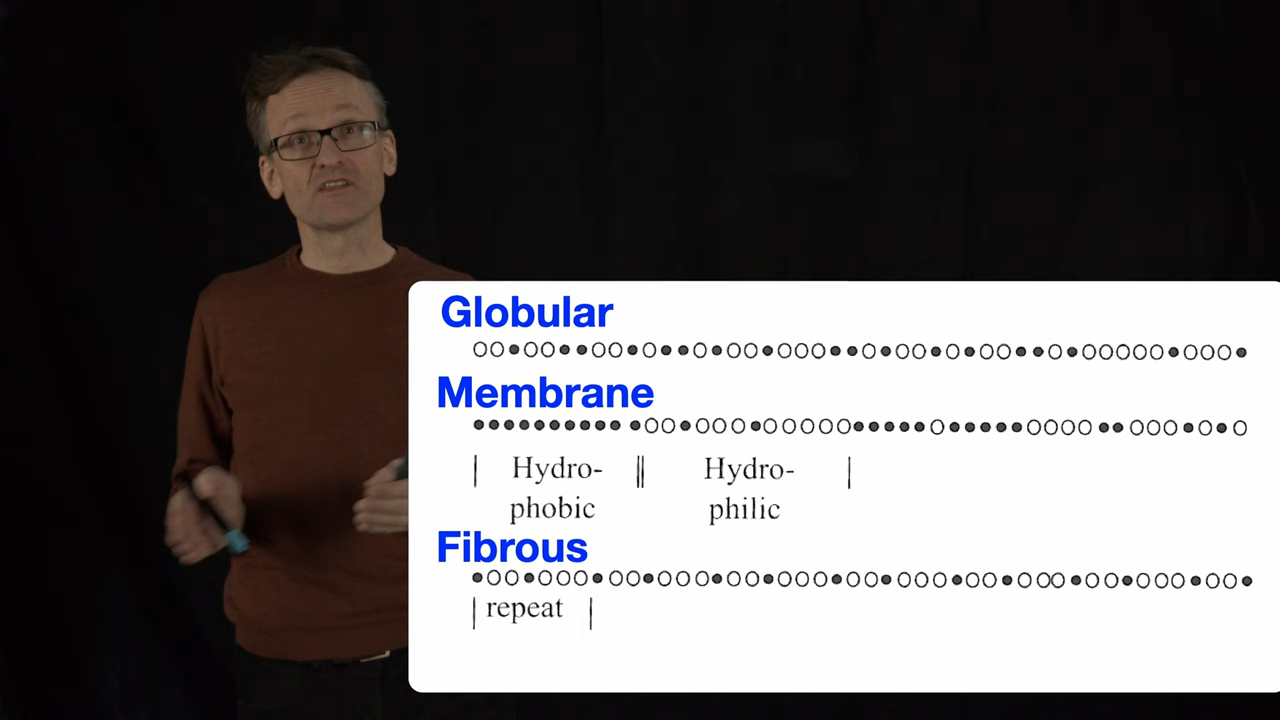 Globular
Membrane
Hydro- Hydro-
phobic philic
Fibrous
repeat